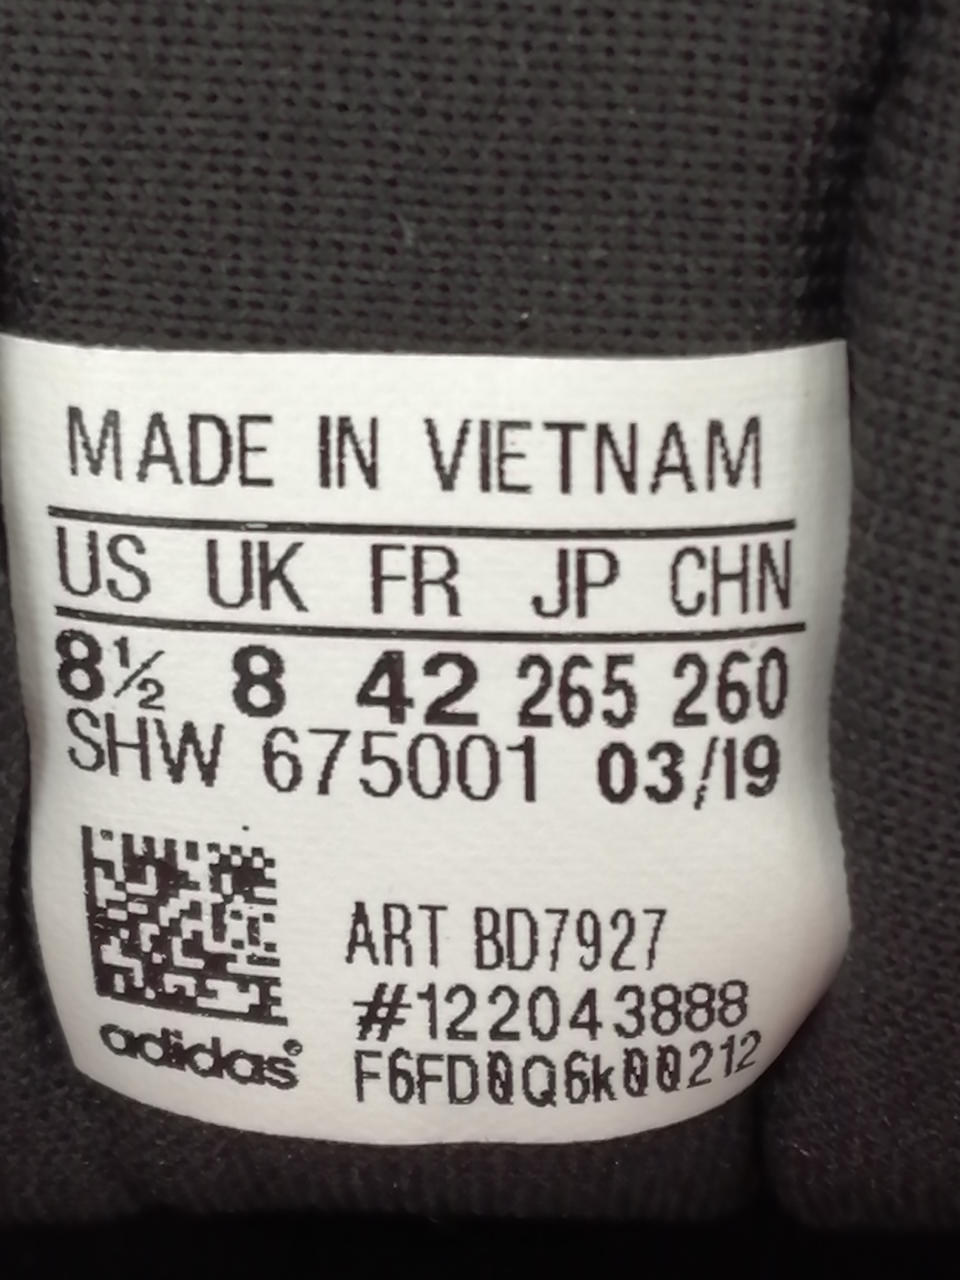 MADE IN VIETNAM
US UK FR JP CHN
8½ 8 42 265 260
SHW 675001 03/19
ART BD7927
#122043888
F6FD0Q6k00212
adidas®